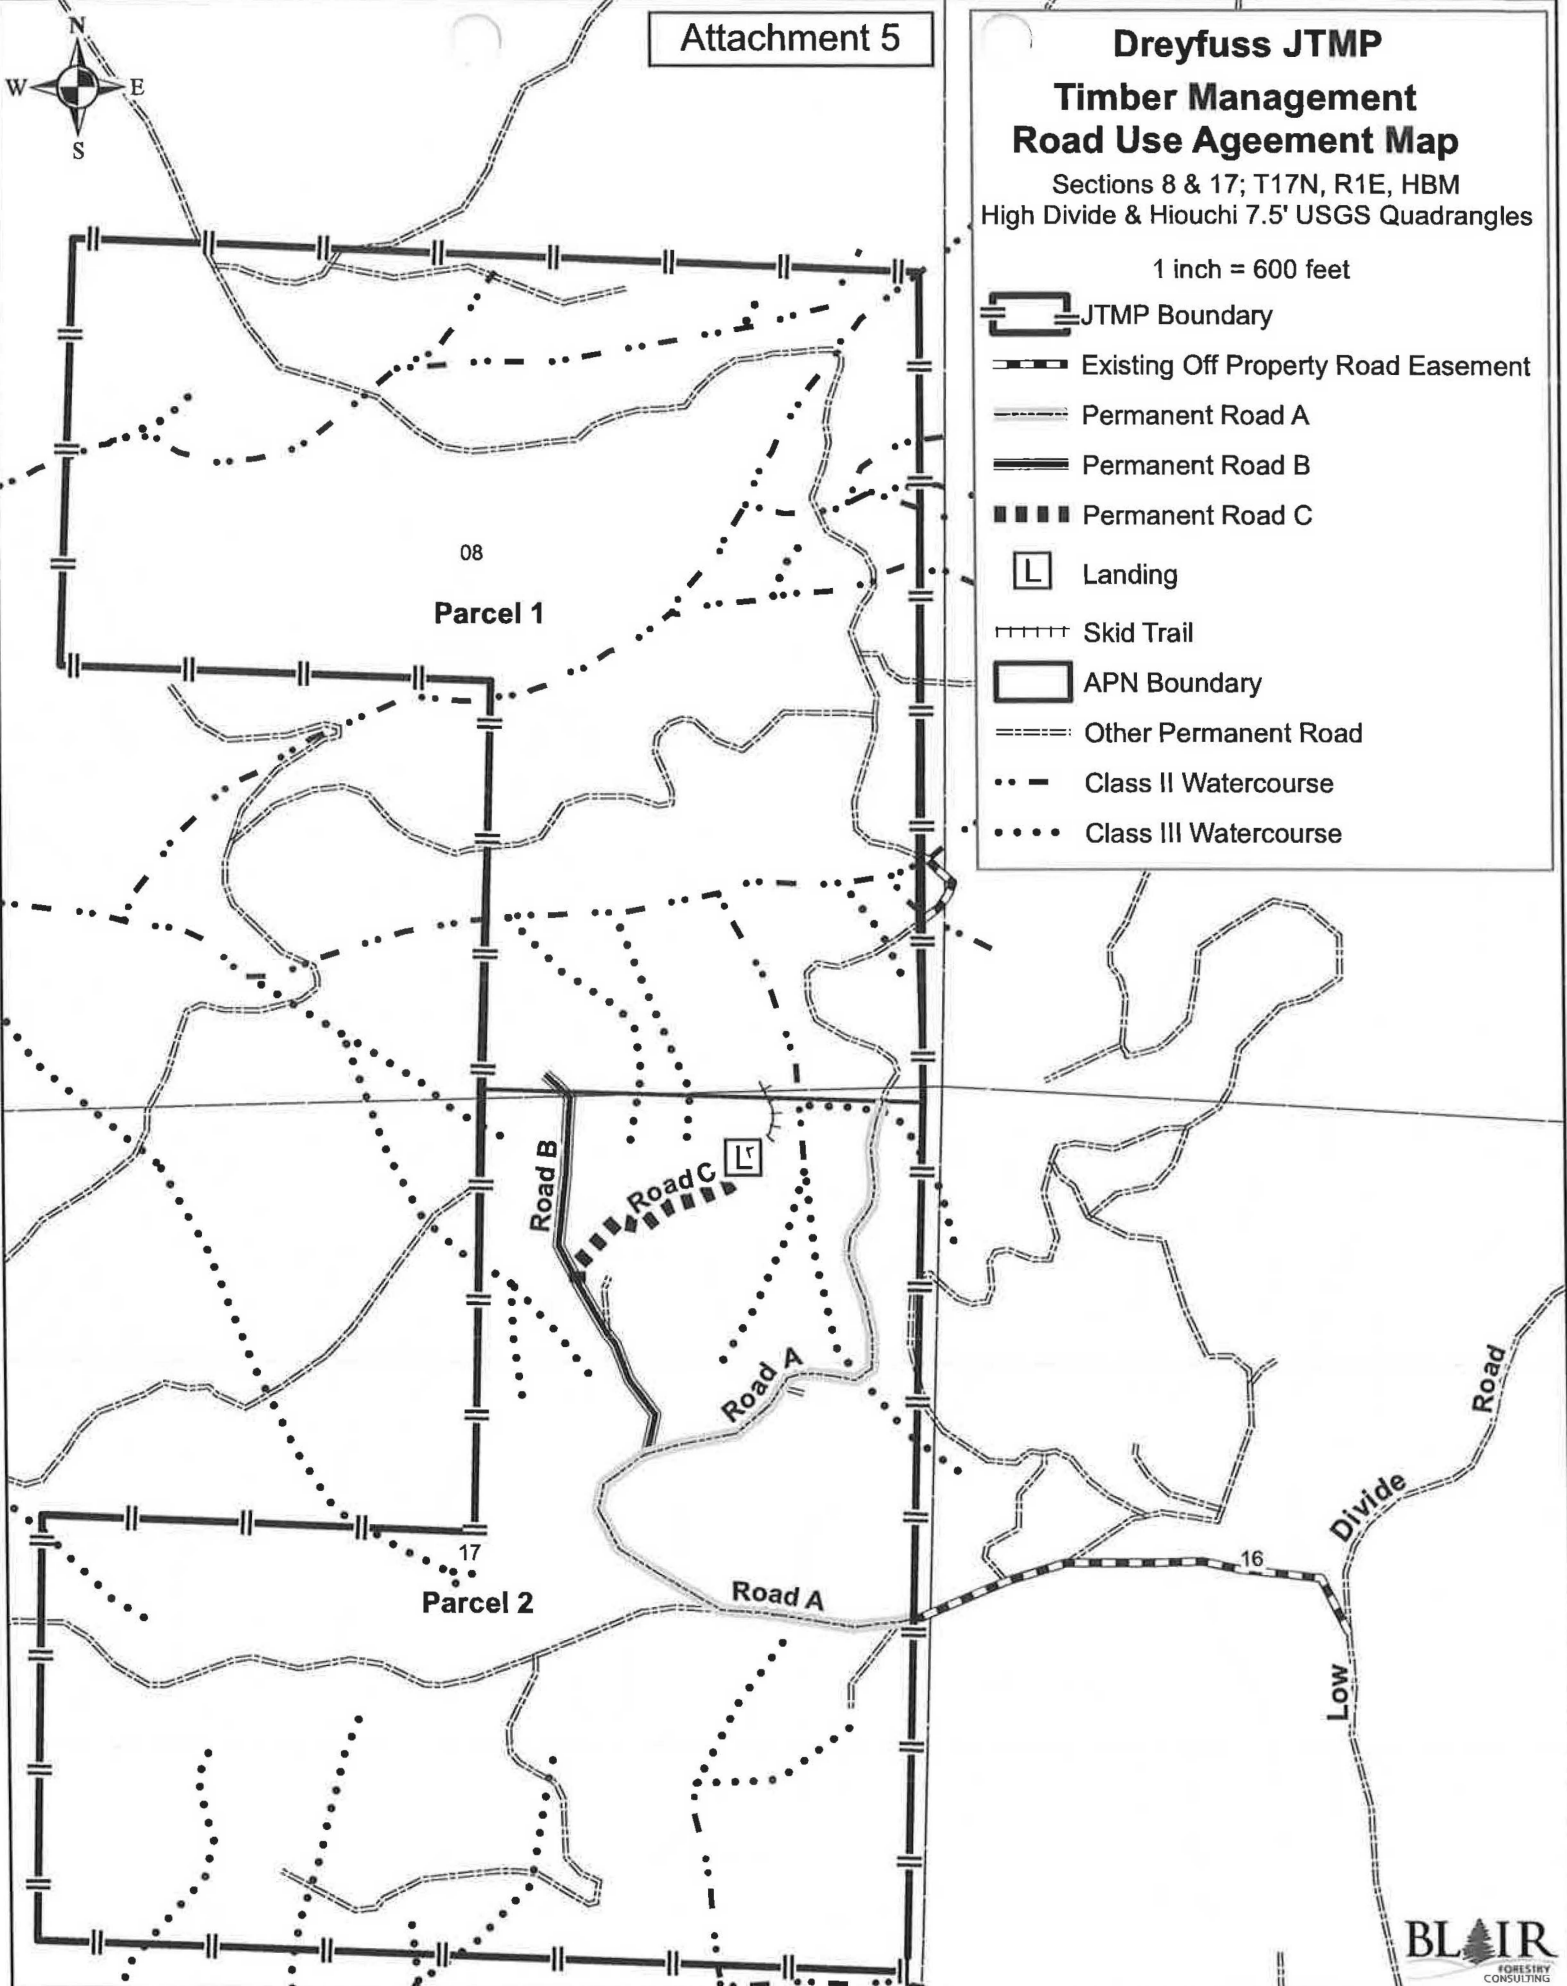 N
W
E
S
Attachment 5
Dreyfuss JTMP
Timber Management
Road Use Ageement Map
Sections 8 & 17; T17N, R1E, HBM
High Divide & Hiouchi 7.5' USGS Quadrangles
1 inch = 600 feet
JTMP Boundary
Existing Off Property Road Easement
Permanent Road A
Permanent Road B
Permanent Road C
L
Landing
Skid Trail
APN Boundary
Other Permanent Road
Class II Watercourse
Class III Watercourse
08
Parcel 1
Road B
Road C
L
Road A
Road
Divide
17
Parcel 2
Road A
16
Low
BLAIR
FORESTRY
CONSULTING